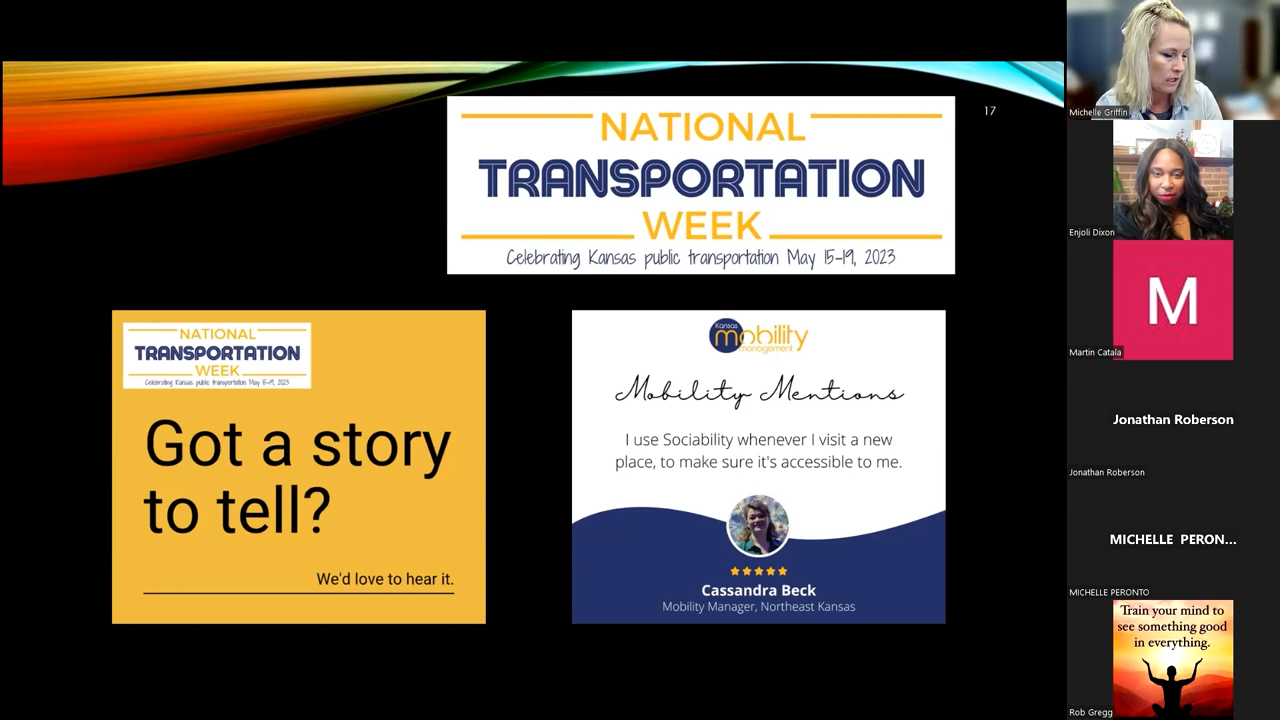 17
NATIONAL
TRANSPORTATION
WEEK
Celebrating Kansas public transportation May 15-19, 2023
NATIONAL
TRANSPORTATION
WEEK
Celebrating Kansas public transportation May 15-19, 2023
Got a story
to tell?
We'd love to hear it.
Kansas
mobility
management
Mobility Mentions
I use Sociability whenever I visit a new
place, to make sure it's accessible to me.
Cassandra Beck
Mobility Manager, Northeast Kansas
Michelle Griffin
Enjoli Dixon
M
Martin Catala
Jonathan Roberson
Jonathan Roberson
MICHELLE PERON...
MICHELLE PERONTO
Train your mind to
see something good
in everything.
Rob Gregg